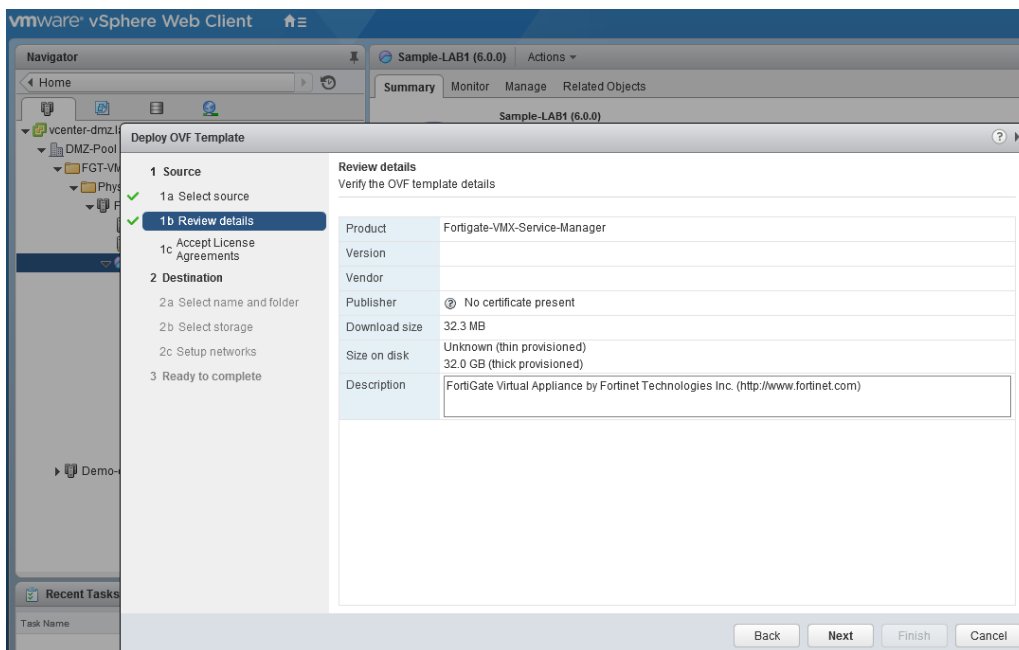 vmware® vSphere Web Client
Navigator
Home
Sample-LAB1 (6.0.0) Actions
Summary Monitor Manage Related Objects
Sample-LAB1 (6.0.0)
vcenter-dmz.l
DMZ-Pool
FGT-VM
Phys
F
Demo-
Deploy OVF Template
1 Source
1a Select source
1b Review details
1c Accept License
Agreements
2 Destination
2a Select name and folder
2b Select storage
2c Setup networks
3 Ready to complete
Review details
Verify the OVF template details
Product Fortigate-VMX-Service-Manager
Version
Vendor
Publisher No certificate present
Download size 32.3 MB
Size on disk Unknown (thin provisioned)
32.0 GB (thick provisioned)
Description FortiGate Virtual Appliance by Fortinet Technologies Inc. (http://www.fortinet.com)
Recent Tasks
Task Name
Back Next Finish Cancel